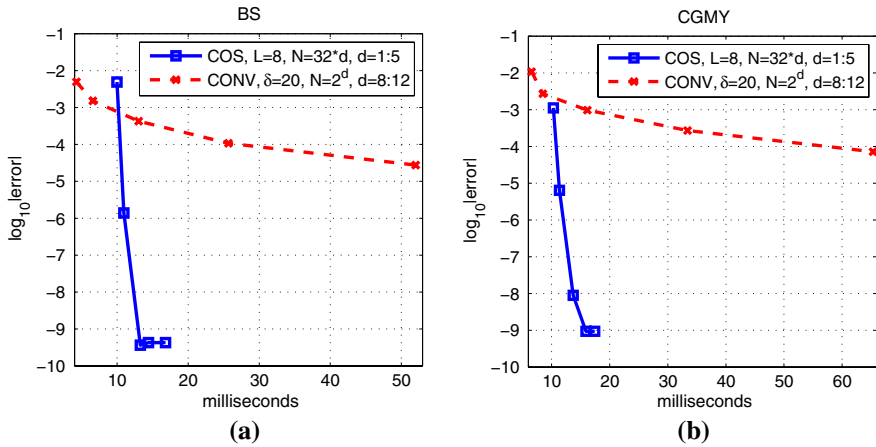 BS
−1
−2
−3
−4
−5
−6
−7
−8
−9
−10
log₁₀|error|
COS, L=8, N=32*d, d=1:5
CONV, δ=20, N=2ᵈ, d=8:12
10
20
30
40
50
milliseconds
(a)
CGMY
−1
−2
−3
−4
−5
−6
−7
−8
−9
−10
log₁₀|error|
COS, L=8, N=32*d, d=1:5
CONV, δ=20, N=2ᵈ, d=8:12
10
20
30
40
50
60
milliseconds
(b)